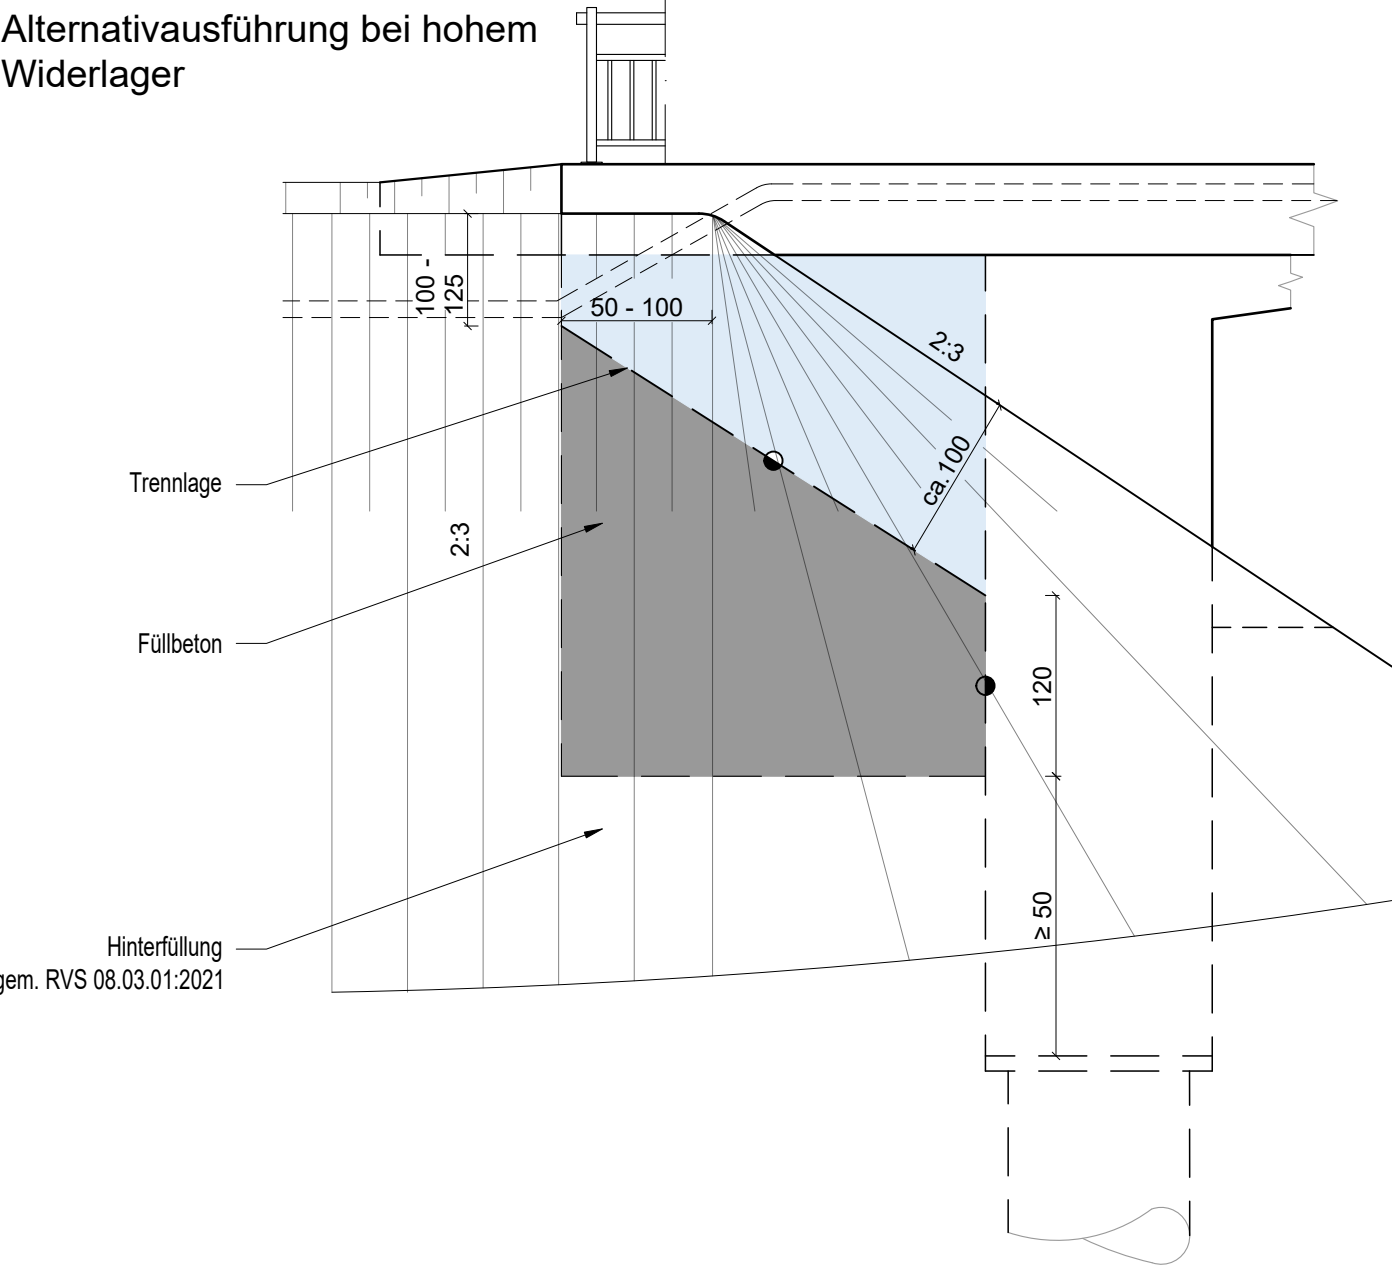 Alternativausführung bei hohem
Widerlager
100 -
125
50 - 100
2:3
ca.100
Trennlage
2:3
Füllbeton
120
≥ 50
Hinterfüllung
gem. RVS 08.03.01:2021